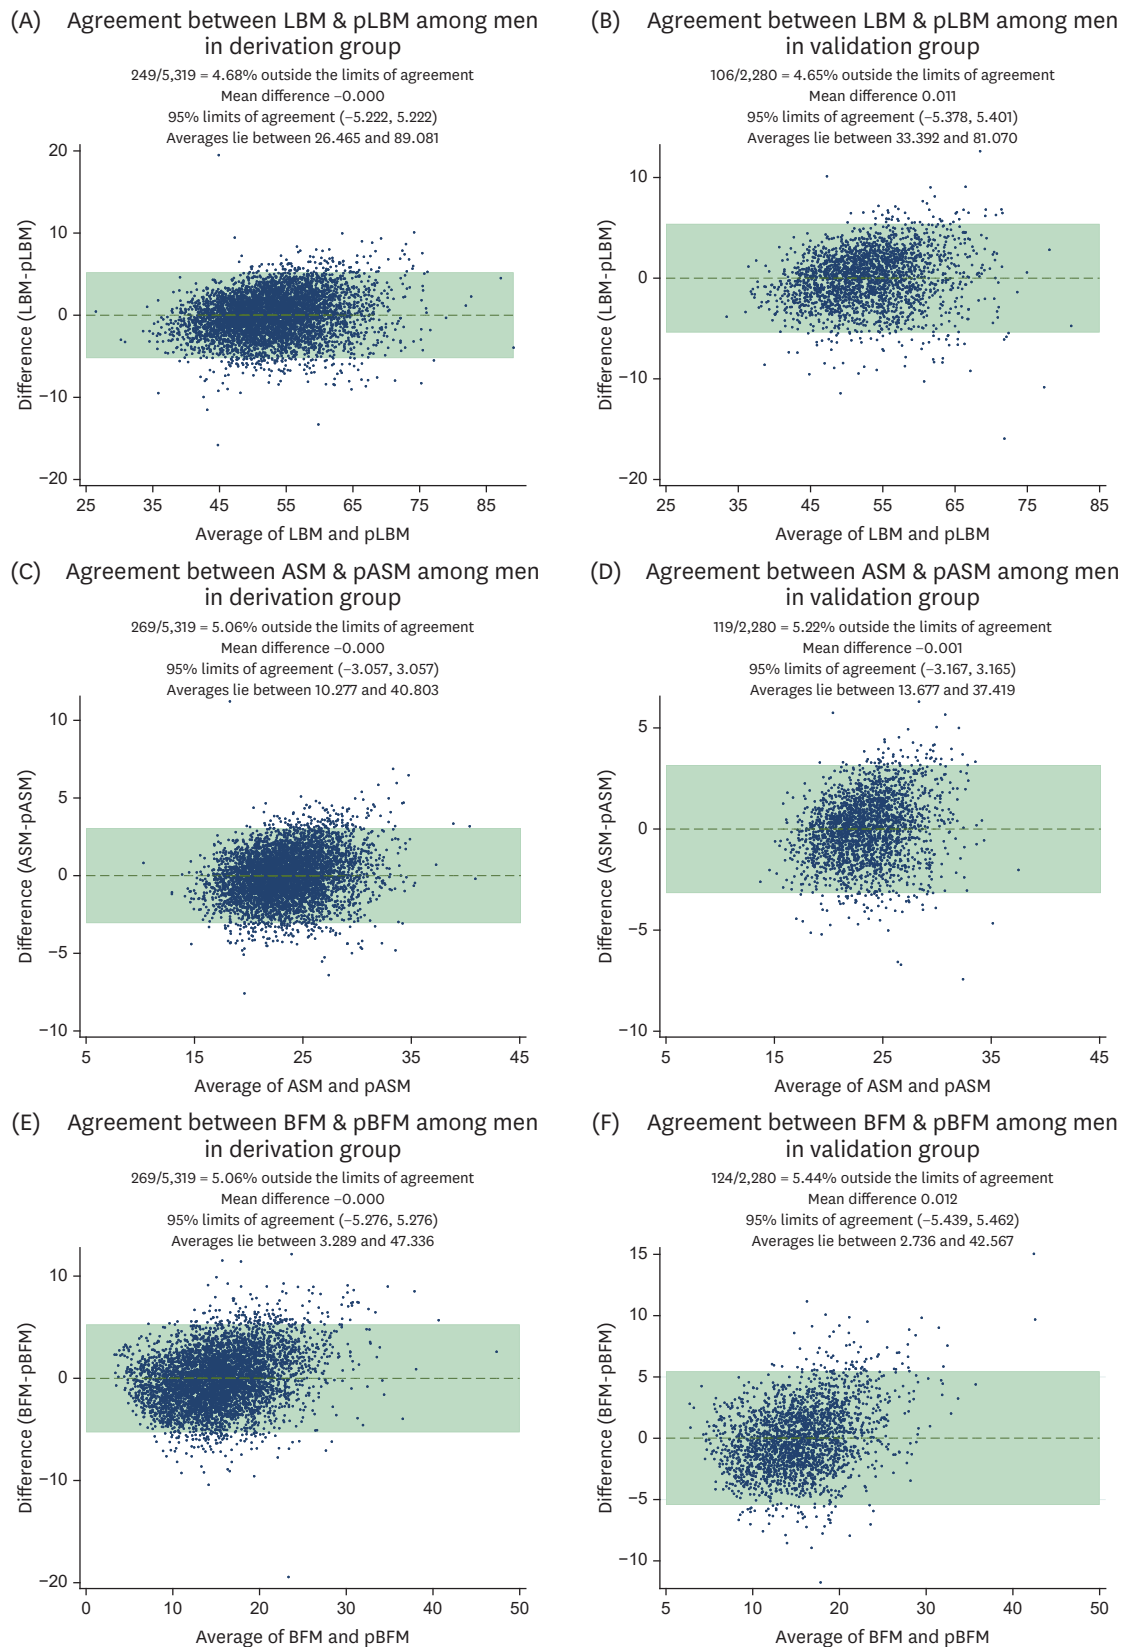 (A) Agreement between LBM & pLBM among men
in derivation group
249/5,319 = 4.68% outside the limits of agreement
Mean difference −0.000
95% limits of agreement (−5.222, 5.222)
Averages lie between 26.465 and 89.081
Difference (LBM-pLBM)
20
10
0
−10
−20
25 35 45 55 65 75 85
Average of LBM and pLBM
(B) Agreement between LBM & pLBM among men
in validation group
106/2,280 = 4.65% outside the limits of agreement
Mean difference 0.011
95% limits of agreement (−5.378, 5.401)
Averages lie between 33.392 and 81.070
Difference (LBM-pLBM)
10
0
−10
−20
25 35 45 55 65 75 85
Average of LBM and pLBM
(C) Agreement between ASM & pASM among men
in derivation group
269/5,319 = 5.06% outside the limits of agreement
Mean difference −0.000
95% limits of agreement (−3.057, 3.057)
Averages lie between 10.277 and 40.803
Difference (ASM-pASM)
10
5
0
−5
−10
5 15 25 35 45
Average of ASM and pASM
(D) Agreement between ASM & pASM among men
in validation group
119/2,280 = 5.22% outside the limits of agreement
Mean difference −0.001
95% limits of agreement (−3.167, 3.165)
Averages lie between 13.677 and 37.419
Difference (ASM-pASM)
5
0
−5
−10
5 15 25 35 45
Average of ASM and pASM
(E) Agreement between BFM & pBFM among men
in derivation group
269/5,319 = 5.06% outside the limits of agreement
Mean difference −0.000
95% limits of agreement (−5.276, 5.276)
Averages lie between 3.289 and 47.336
Difference (BFM-pBFM)
10
0
−10
−20
0 10 20 30 40 50
Average of BFM and pBFM
(F) Agreement between BFM & pBFM among men
in validation group
124/2,280 = 5.44% outside the limits of agreement
Mean difference 0.012
95% limits of agreement (−5.439, 5.462)
Averages lie between 2.736 and 42.567
Difference (BFM-pBFM)
15
10
5
0
−5
−10
5 10 20 30 40 50
Average of BFM and pBFM